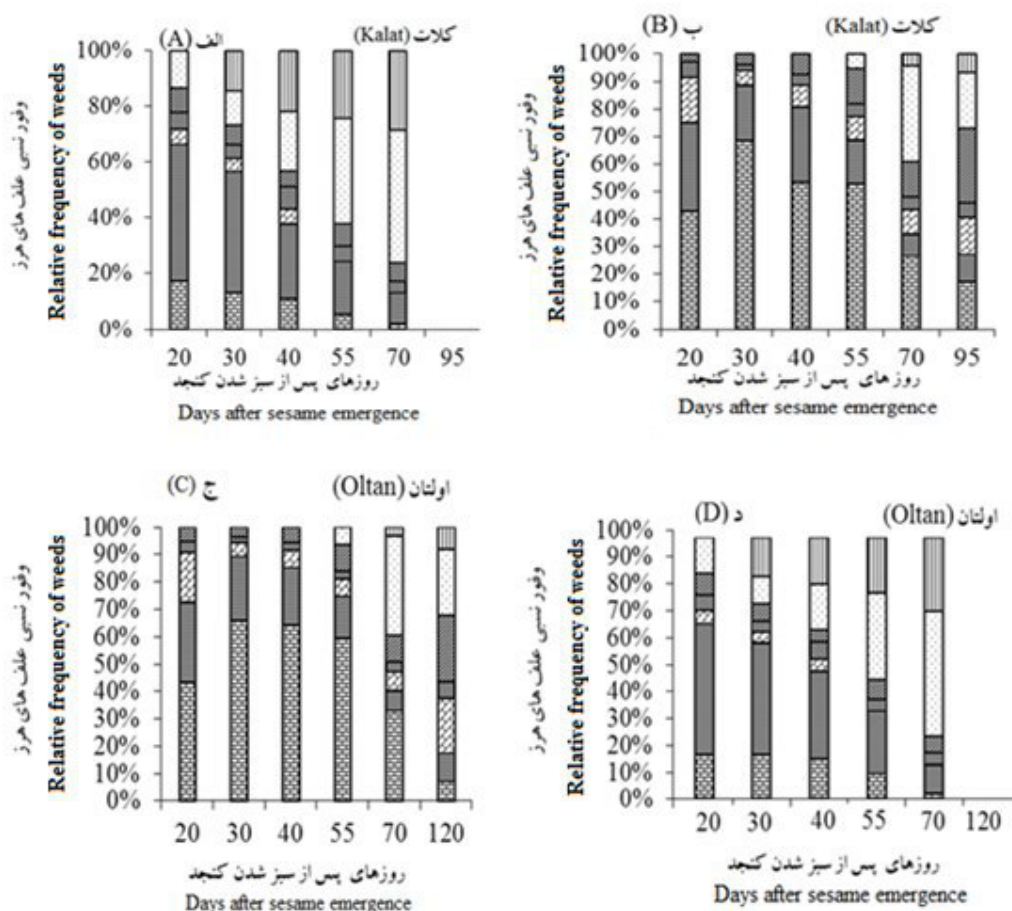 الف (A)
کلات (Kalat)
وفور نسبی علف های هرز
Relative frequency of weeds
100%
80%
60%
40%
20%
0%
20 30 40 55 70 95
روزهای پس از سبز شدن کنجد
Days after sesame emergence
ب (B)
کلات (Kalat)
وفور نسبی علف های هرز
Relative frequency of weeds
100%
90%
80%
70%
60%
50%
40%
30%
20%
10%
0%
20 30 40 55 70 95
روزهای پس از سبز شدن کنجد
Days after sesame emergence
ج (C)
اولتان (Oltan)
وفور نسبی علف های هرز
Relative frequency of weeds
100%
90%
80%
70%
60%
50%
40%
30%
20%
10%
0%
20 30 40 55 70 120
روزهای پس از سبز شدن کنجد
Days after sesame emergence
د (D)
اولتان (Oltan)
وفور نسبی علف های هرز
Relative frequency of weeds
100%
90%
80%
70%
60%
50%
40%
30%
20%
10%
0%
20 30 40 55 70 120
روزهای پس از سبز شدن کنجد
Days after sesame emergence